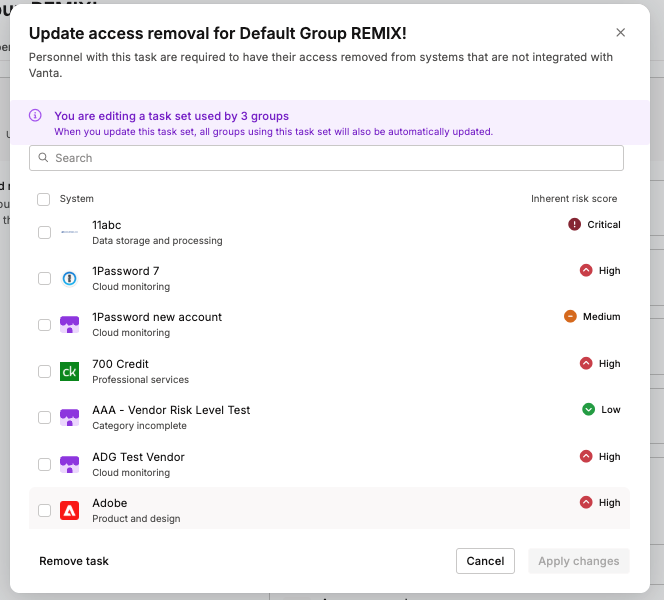 Update access removal for Default Group REMIX!
Personnel with this task are required to have their access removed from systems that are not integrated with
Vanta.
You are editing a task set used by 3 groups
When you update this task set, all groups using this task set will also be automatically updated.
Search
System
Inherent risk score
11abc
Critical
Data storage and processing
1Password 7
High
Cloud monitoring
1Password new account
Medium
Cloud monitoring
ck
700 Credit
High
Professional services
AAA - Vendor Risk Level Test
Low
Category incomplete
ADG Test Vendor
High
Cloud monitoring
Adobe
High
Product and design
Remove task
Cancel
Apply changes